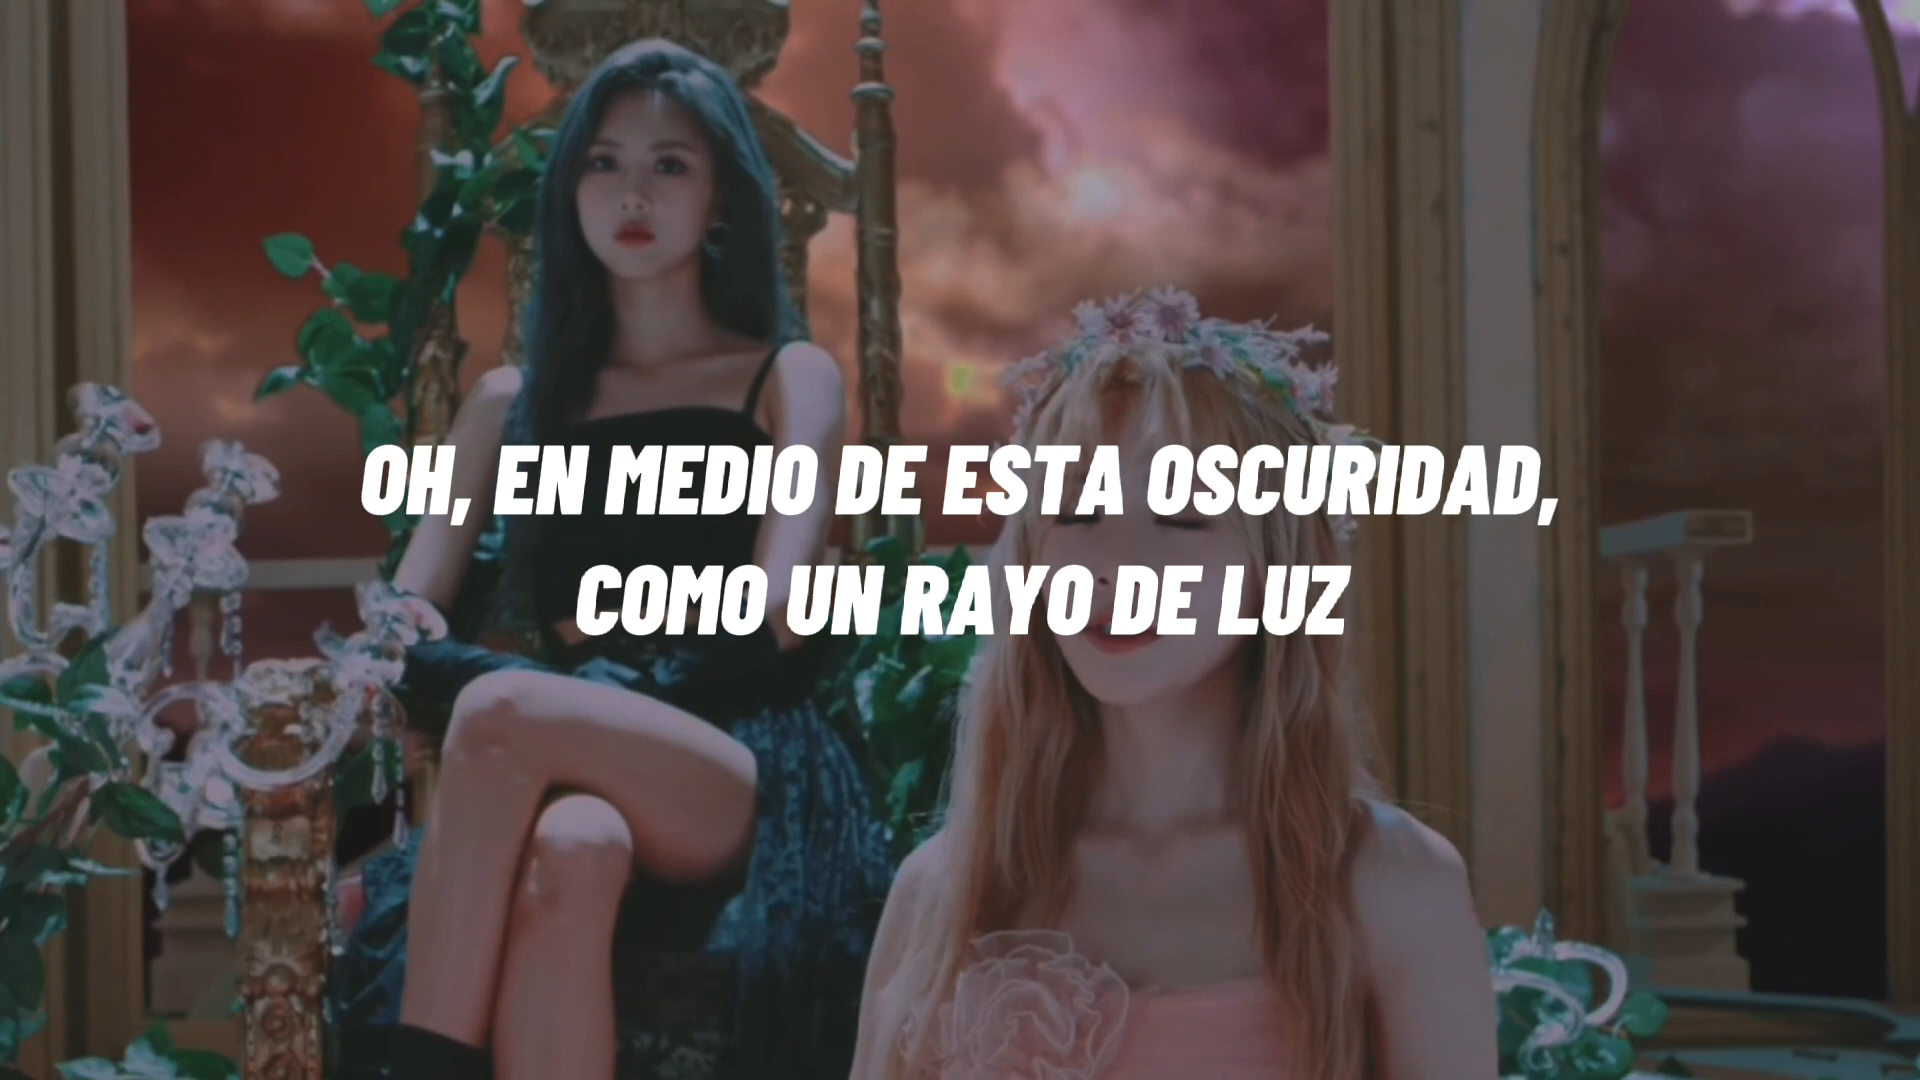 OH, EN MEDIO DE ESTA OSCURIDAD,
COMO UN RAYO DE LUZ